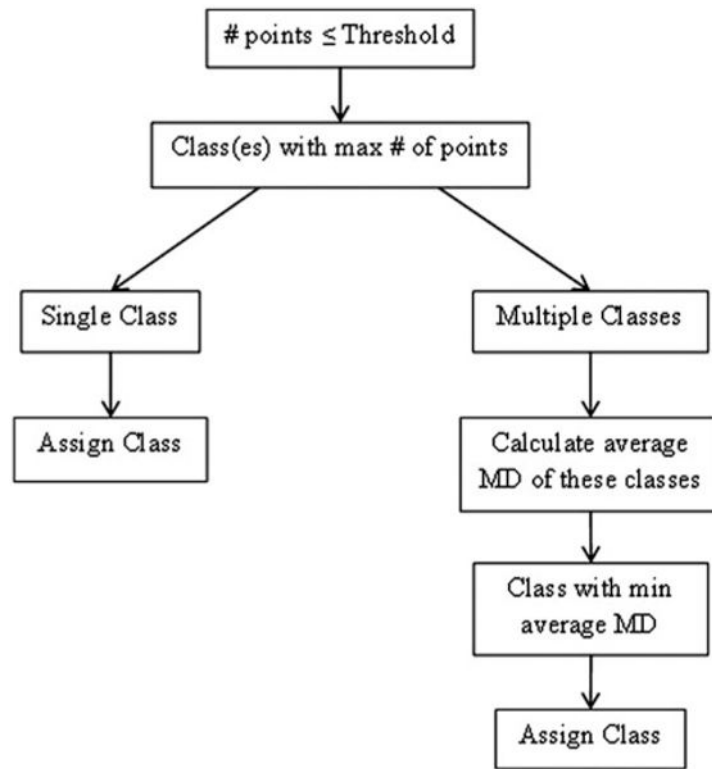 # points ≤ Threshold
Class(es) with max # of points
Single Class
Multiple Classes
Assign Class
Calculate average
MD of these classes
Class with min
average MD
Assign Class